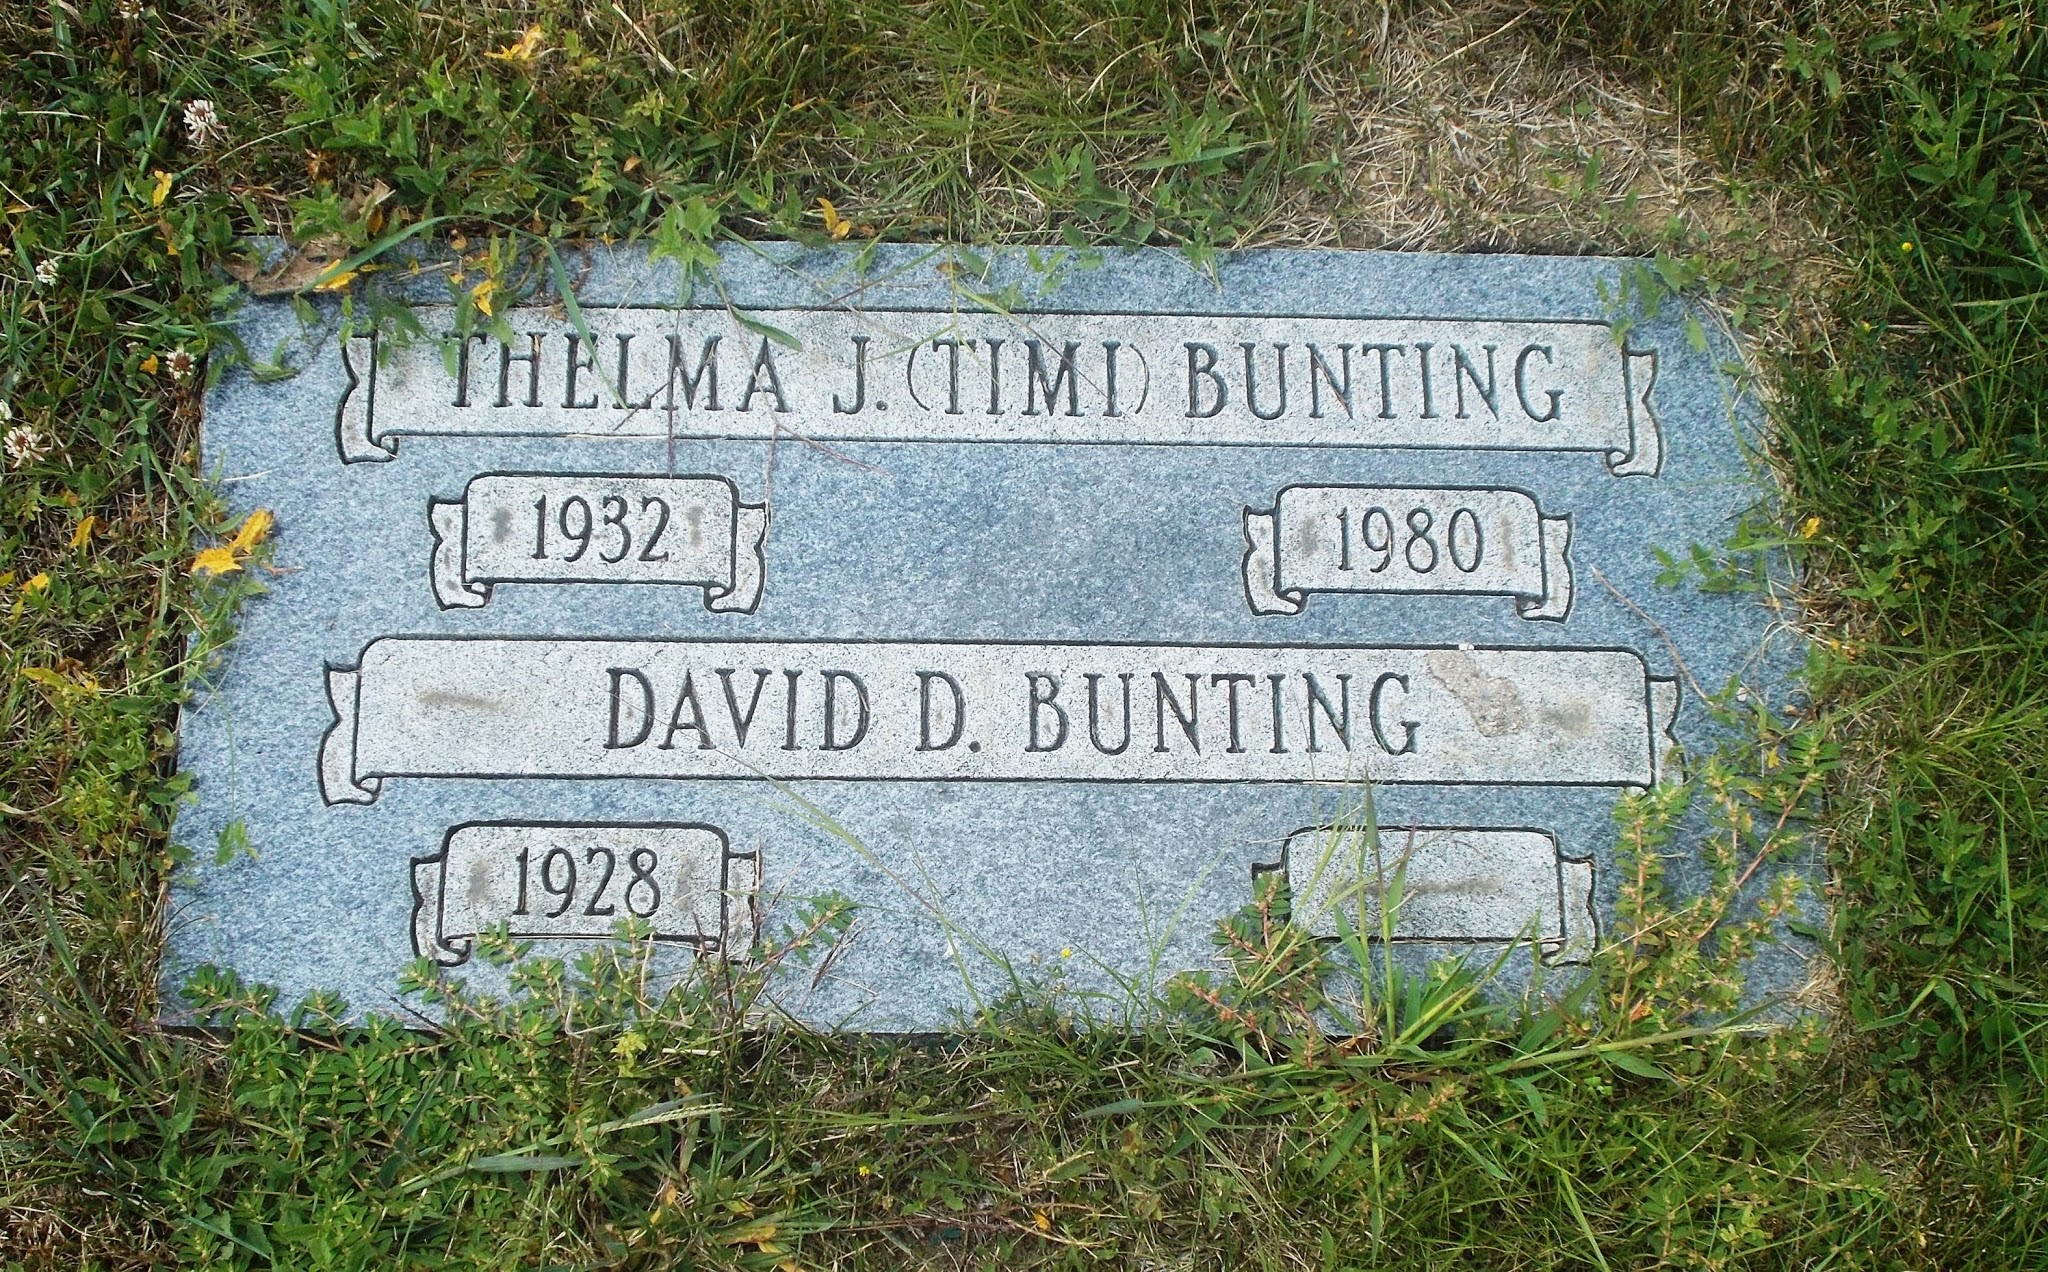 THELMA J. (TIMI) BUNTING
1932 1980
DAVID D. BUNTING
1928